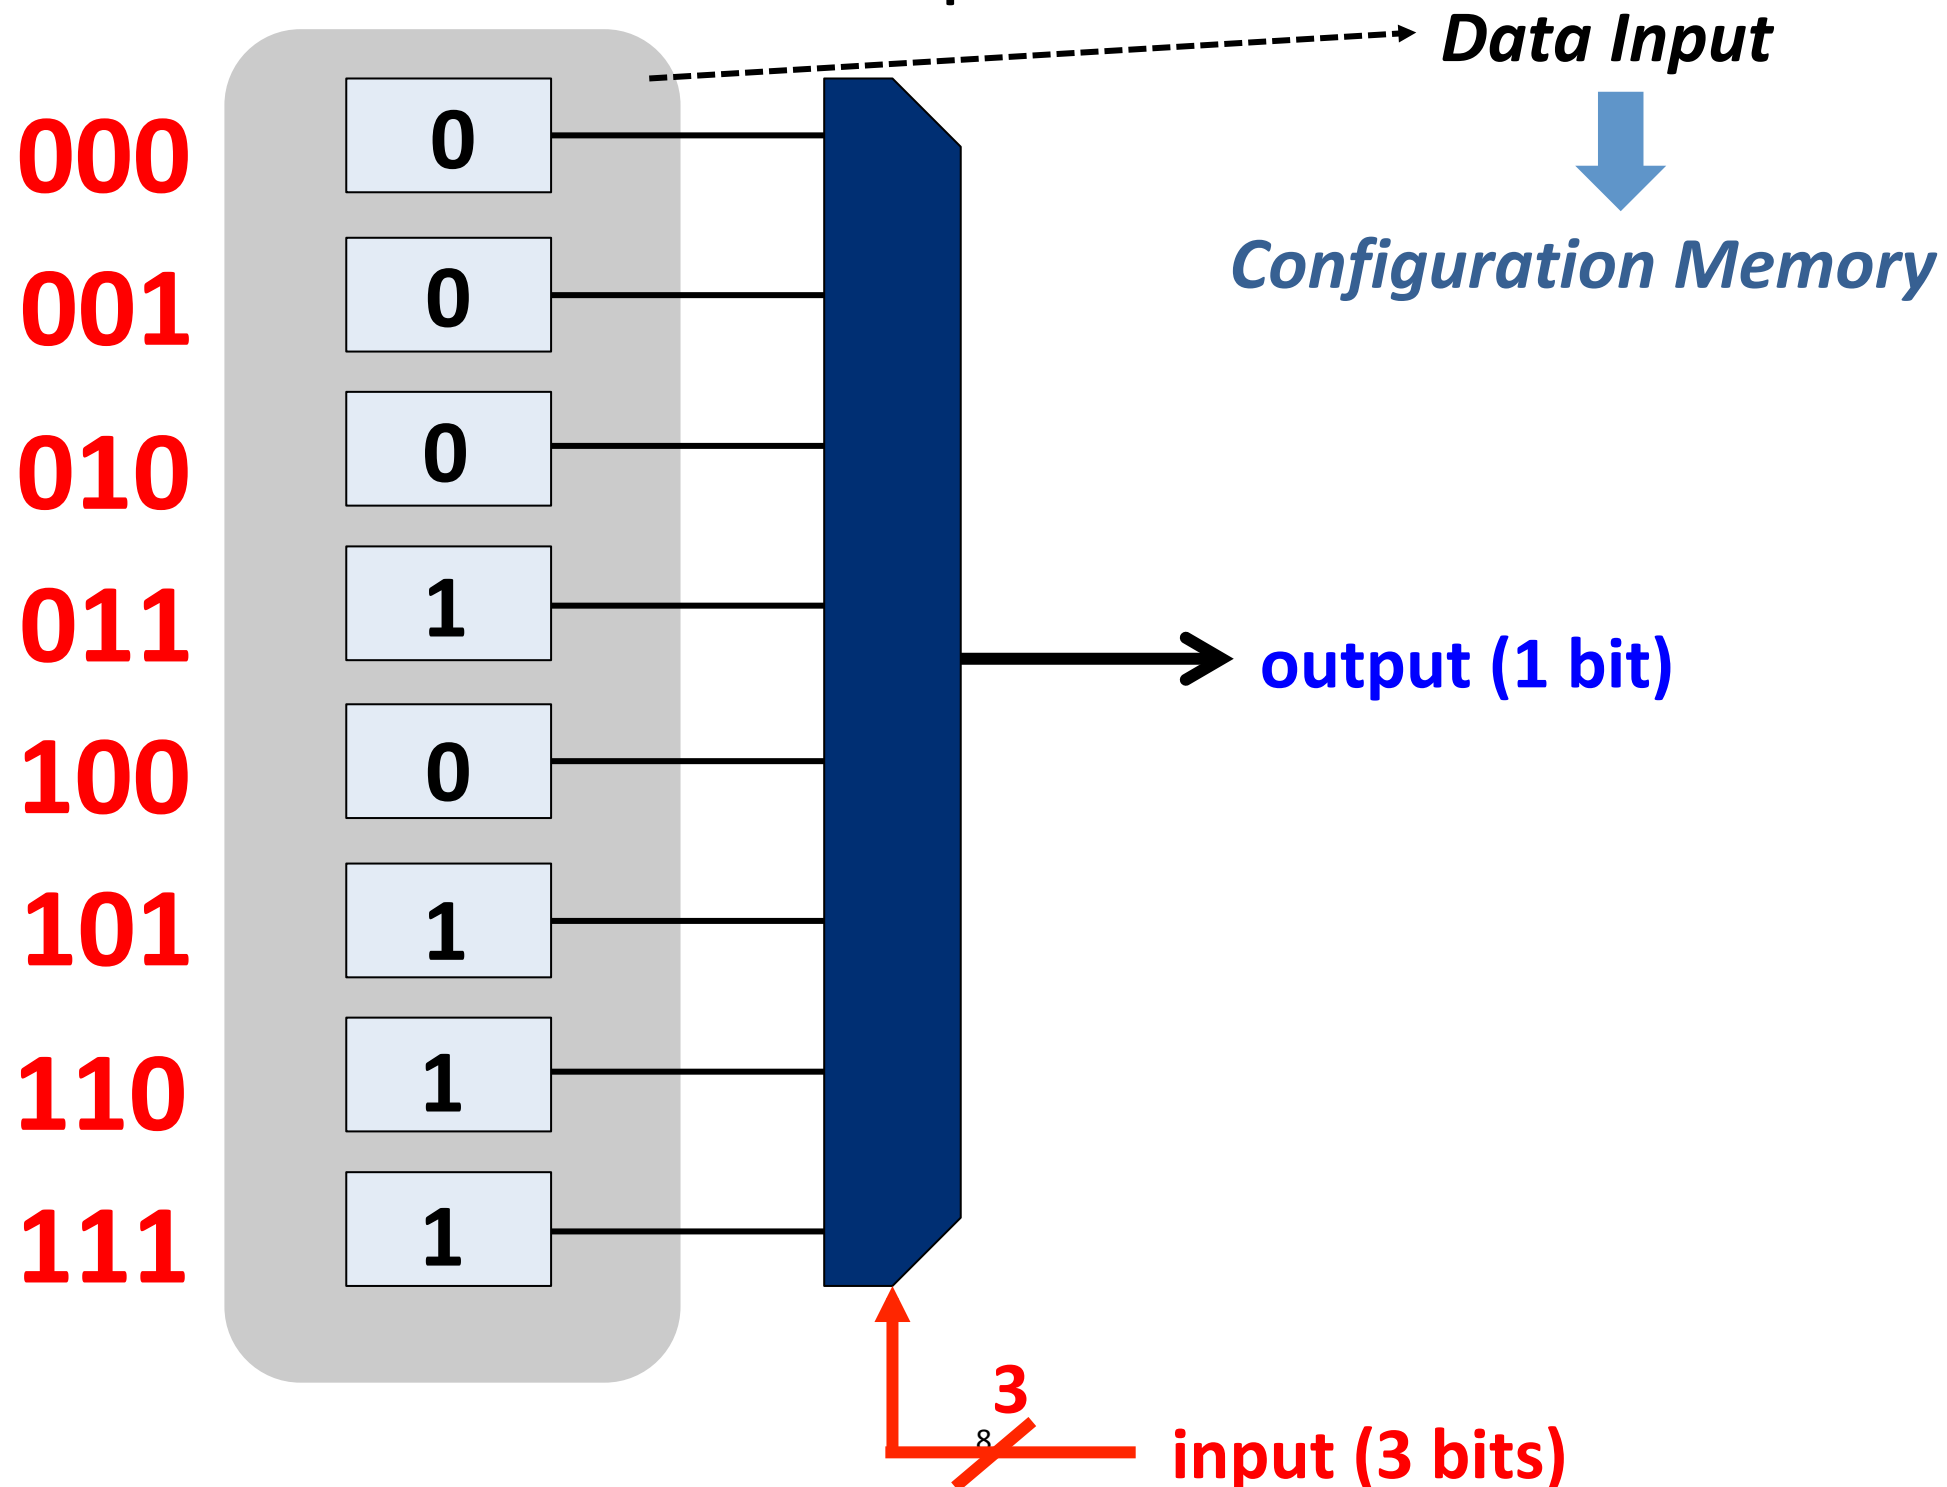 Data Input
Configuration Memory
000 0
001 0
010 0
011 1
output (1 bit)
100 0
101 1
110 1
111 1
3
8
input (3 bits)